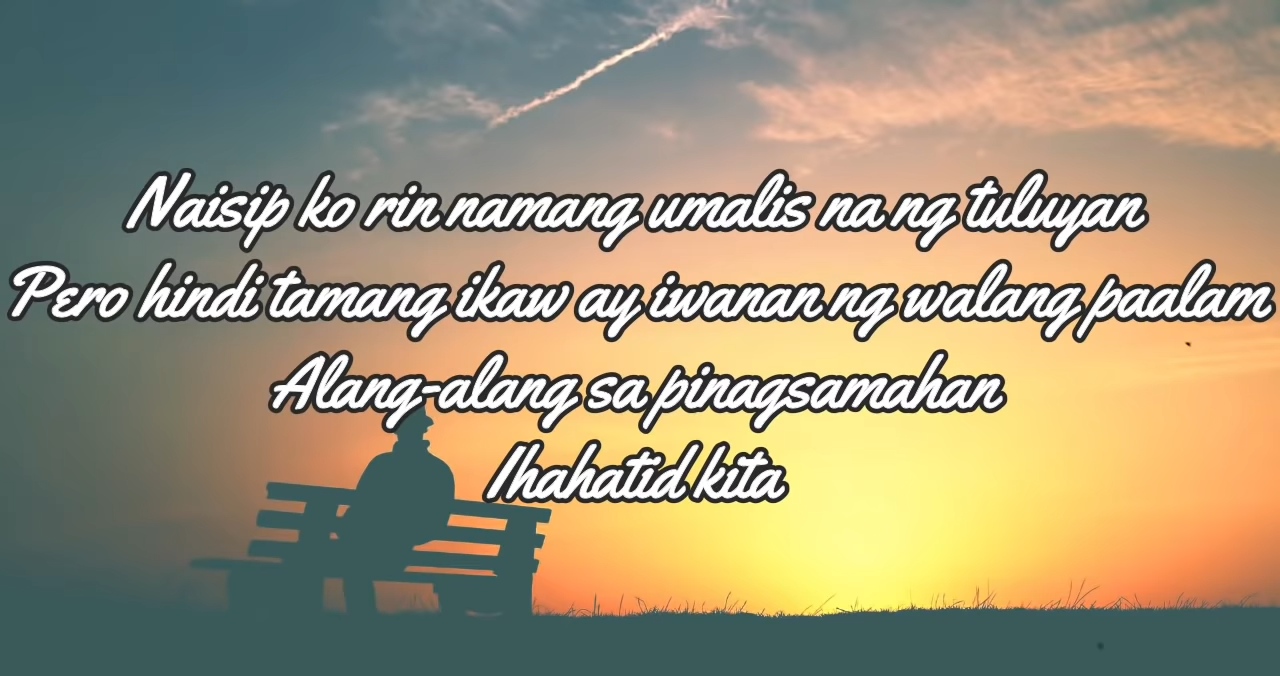 Naisip ko rin namang umalis na ng tuluyan
Pero hindi tamang ikaw ay iwanan ng walang paalam
Alang-alang sa pinagsamahan
Ihahatid kita